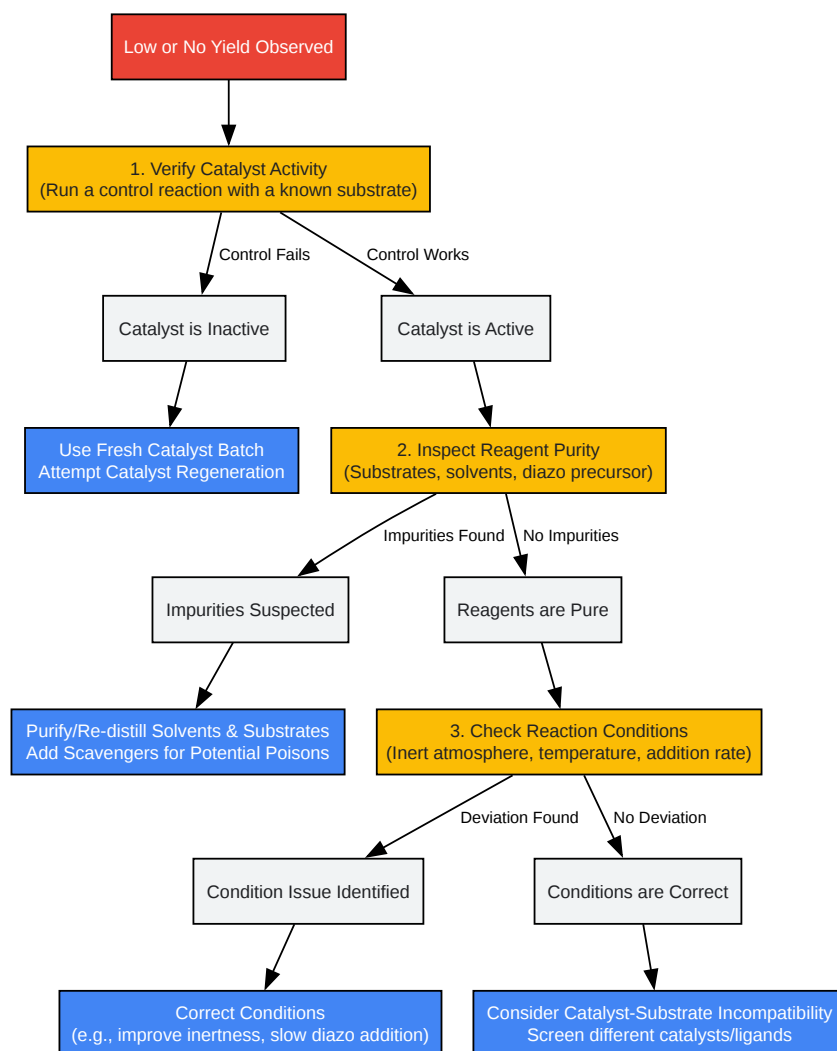 Low or No Yield Observed
1. Verify Catalyst Activity
(Run a control reaction with a known substrate)
Control Fails
Control Works
Catalyst is Inactive
Catalyst is Active
Use Fresh Catalyst Batch
Attempt Catalyst Regeneration
2. Inspect Reagent Purity
(Substrates, solvents, diazo precursor)
Impurities Found
No Impurities
Impurities Suspected
Reagents are Pure
Purify/Re-distill Solvents & Substrates
Add Scavengers for Potential Poisons
3. Check Reaction Conditions
(Inert atmosphere, temperature, addition rate)
Deviation Found
No Deviation
Condition Issue Identified
Conditions are Correct
Correct Conditions
(e.g., improve inertness, slow diazo addition)
Consider Catalyst-Substrate Incompatibility
Screen different catalysts/ligands